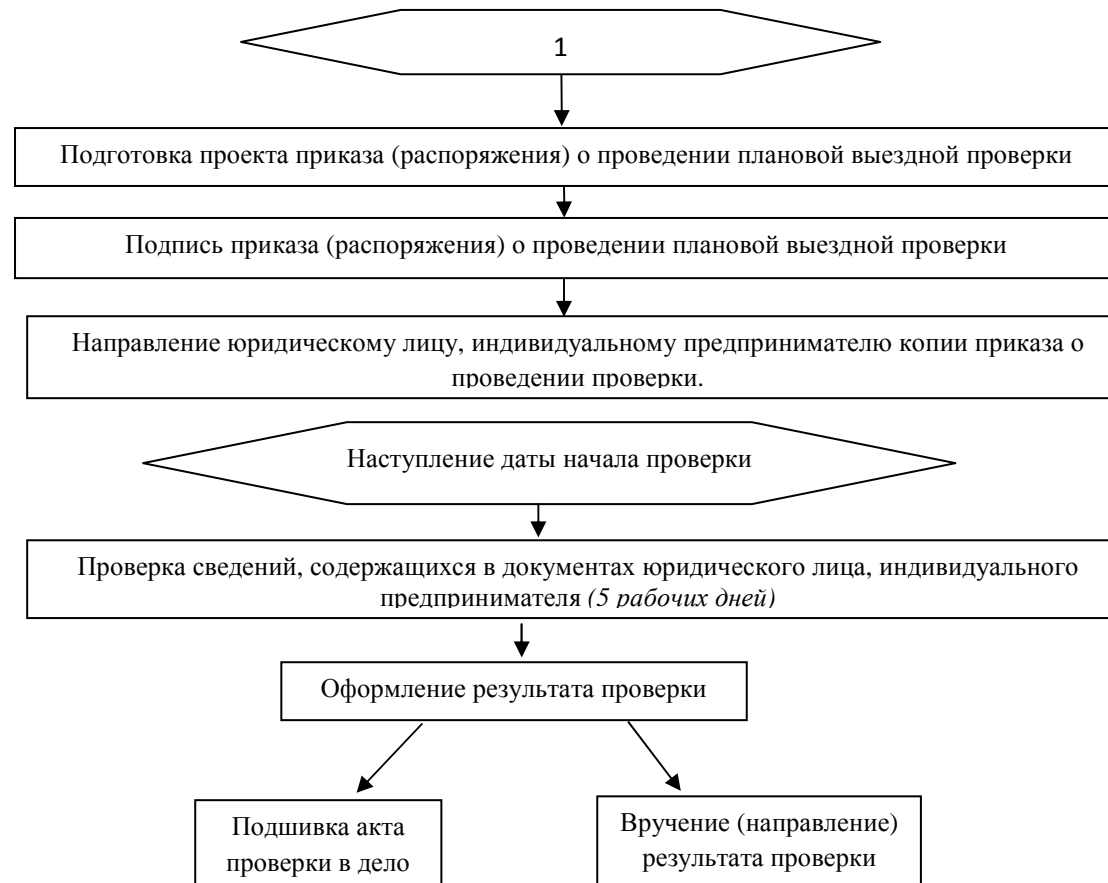 1
Подготовка проекта приказа (распоряжения) о проведении плановой выездной проверки
Подпись приказа (распоряжения) о проведении плановой выездной проверки
Направление юридическому лицу, индивидуальному предпринимателю копии приказа о
проведении проверки.
Наступление даты начала проверки
Проверка сведений, содержащихся в документах юридического лица, индивидуального
предпринимателя (5 рабочих дней)
Оформление результата проверки
Подшивка акта
проверки в дело
Вручение (направление)
результата проверки